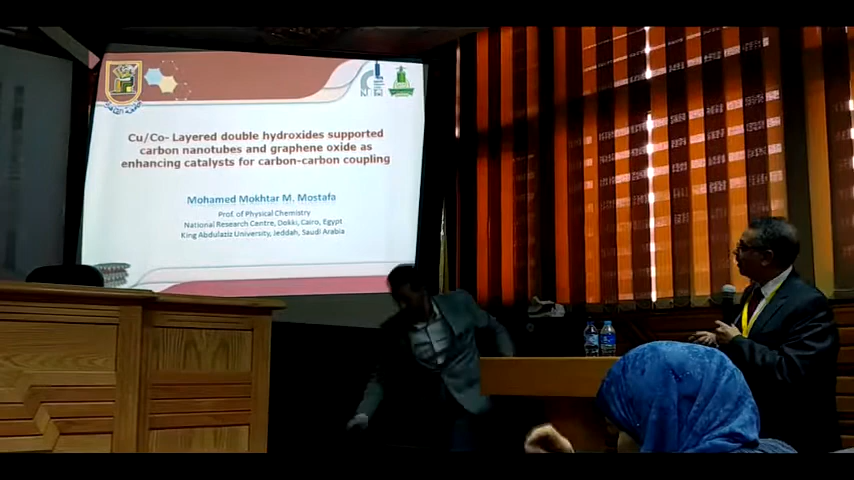 Cu/Co- Layered double hydroxides supported
carbon nanotubes and graphene oxide as
enhancing catalysts for carbon-carbon coupling
Mohamed Mokhtar M. Mostafa
Prof. of Physical Chemistry
National Research Centre, Dokki, Cairo, Egypt
King Abdulaziz University, Jeddah, Saudi Arabia